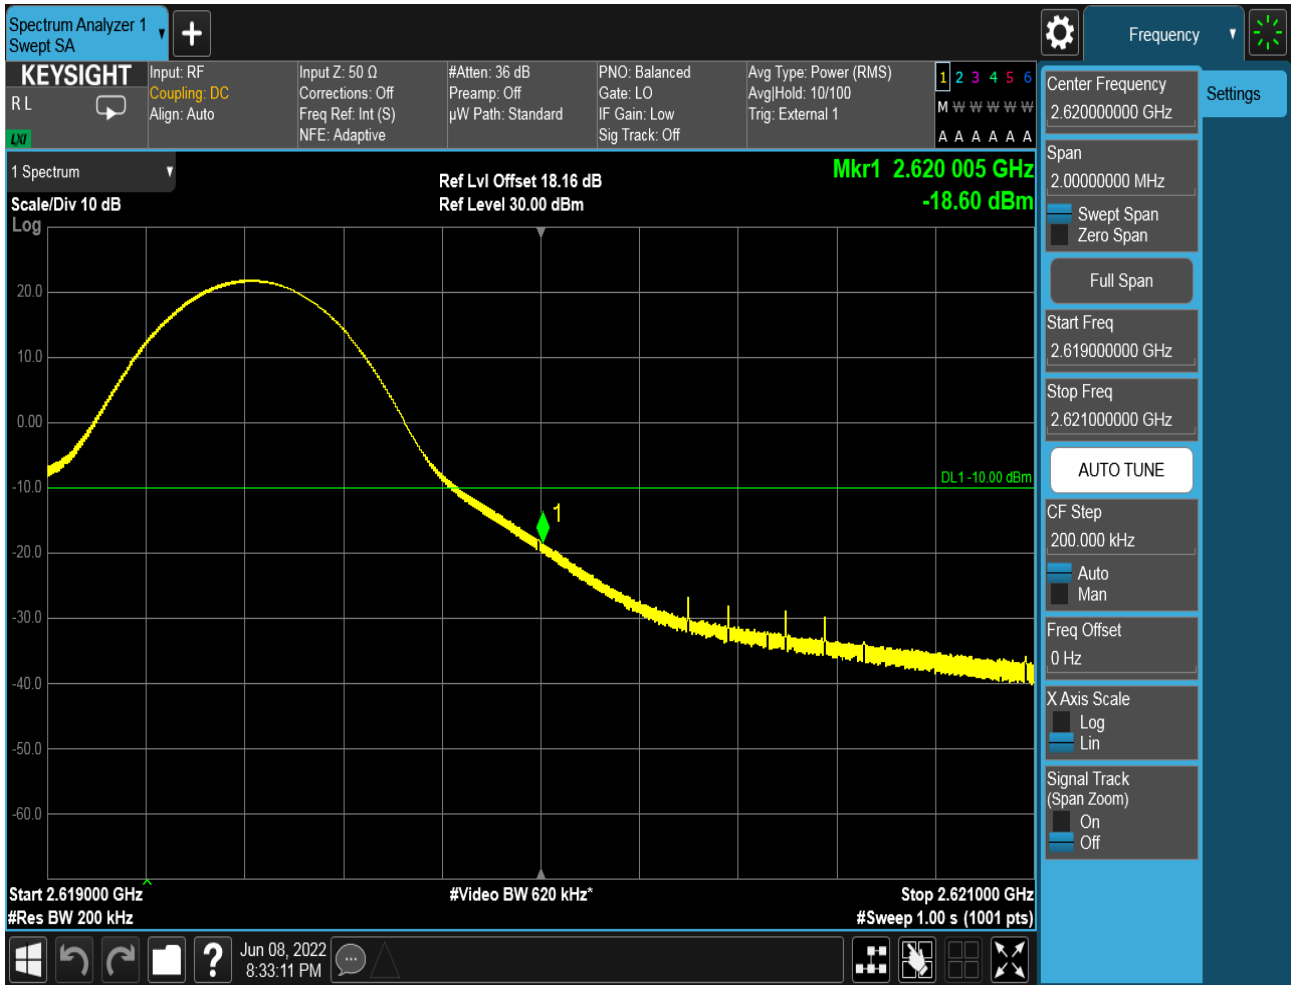 Spectrum Analyzer 1
Swept SA
Frequency
KEYSIGHT
R L
LXI
Input: RF
Coupling: DC
Align: Auto
Input Z: 50 Ω
Corrections: Off
Freq Ref: Int (S)
NFE: Adaptive
#Atten: 36 dB
Preamp: Off
µW Path: Standard
PNO: Balanced
Gate: LO
IF Gain: Low
Sig Track: Off
Avg Type: Power (RMS)
Avg|Hold: 10/100
Trig: External 1
1 2 3 4 5 6
M W W W W W
A A A A A A
1 Spectrum
Scale/Div 10 dB
Log
Ref Lvl Offset 18.16 dB
Ref Level 30.00 dBm
Mkr1 2.620 005 GHz
-18.60 dBm
20.0
10.0
0.00
-10.0
-20.0
-30.0
-40.0
-50.0
-60.0
DL1 -10.00 dBm
1
Start 2.619000 GHz
#Res BW 200 kHz
#Video BW 620 kHz*
Stop 2.621000 GHz
#Sweep 1.00 s (1001 pts)
Jun 08, 2022
8:33:11 PM
Center Frequency
2.620000000 GHz
Settings
Span
2.00000000 MHz
Swept Span
Zero Span
Full Span
Start Freq
2.619000000 GHz
Stop Freq
2.621000000 GHz
AUTO TUNE
CF Step
200.000 kHz
Auto
Man
Freq Offset
0 Hz
X Axis Scale
Log
Lin
Signal Track
(Span Zoom)
On
Off